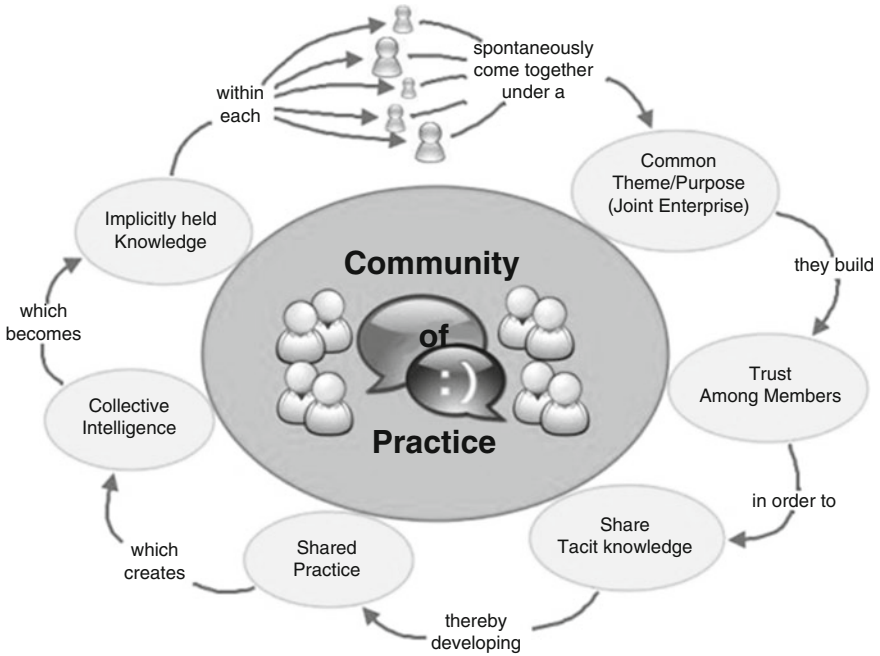 spontaneously
come together
under a
within
each
Common
Theme/Purpose
(Joint Enterprise)
they build
Trust
Among Members
in order to
Share
Tacit knowledge
thereby
developing
Shared
Practice
which
creates
Collective
Intelligence
which
becomes
Implicitly held
Knowledge
Community
of
:)
Practice